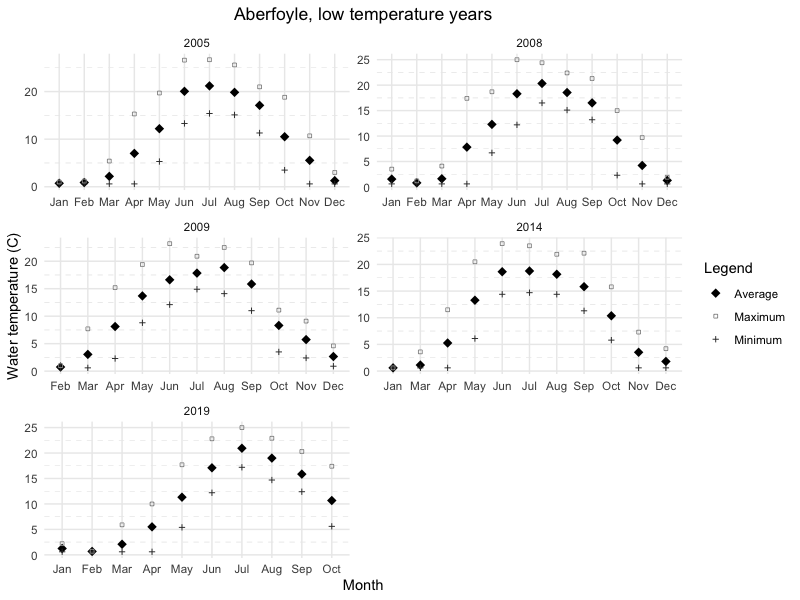 Aberfoyle, low temperature years
2005
20
10
0
Jan Feb Mar Apr May Jun Jul Aug Sep Oct Nov Dec
2008
25
20
15
10
5
0
Jan Feb Mar Apr May Jun Jul Aug Sep Oct Nov Dec
Water temperature (C)
2009
20
15
10
5
0
Feb Mar Apr May Jun Jul Aug Sep Oct Nov Dec
2014
25
20
15
10
5
0
Jan Feb Mar Apr May Jun Jul Aug Sep Oct Nov Dec
2019
25
20
15
10
5
0
Jan Feb Mar Apr May Jun Jul Aug Sep Oct
Month
Legend
Average
Maximum
Minimum